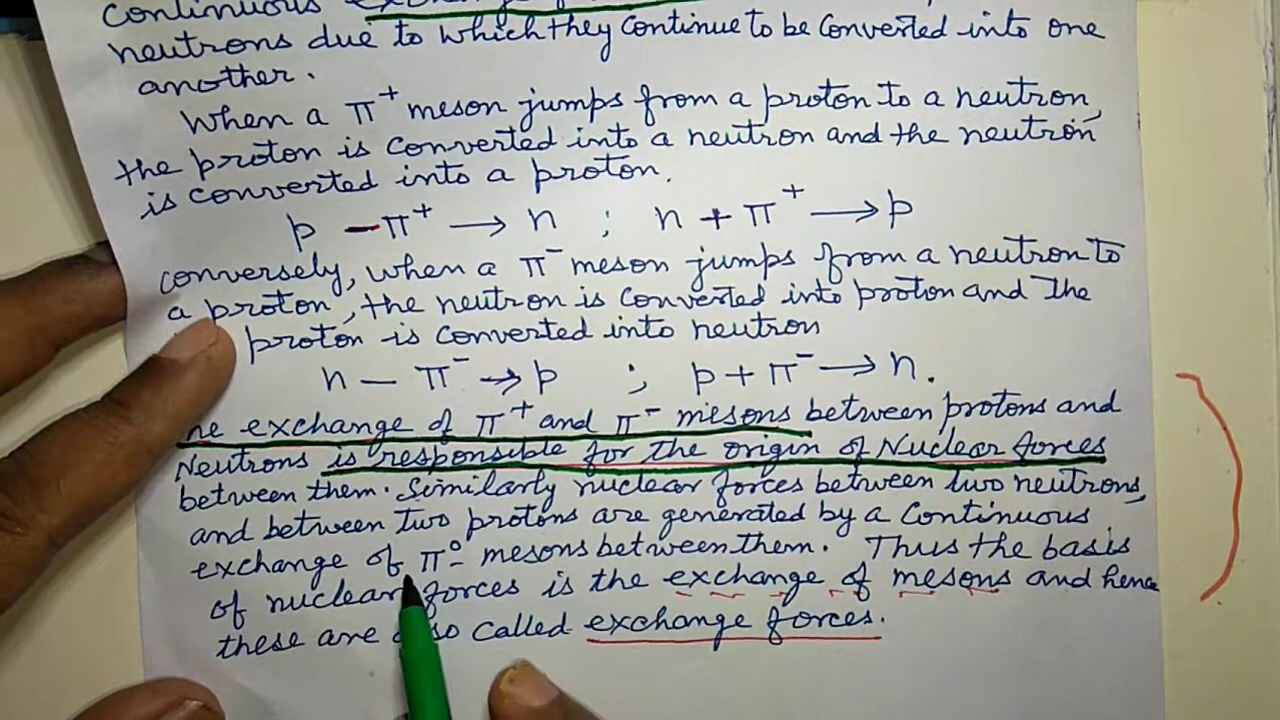 continuous exchange of
neutrons due to which they continue to be converted into one
another.
When a π⁺ meson jumps from a proton to a neutron,
the proton is converted into a neutron and the neutron
is converted into a proton.
p − π⁺ → n ; n + π⁺ → p
conversely, when a π⁻ meson jumps from a neutron to
a proton, the neutron is converted into proton and the
proton is converted into neutron
n − π⁻ → p ; p + π⁻ → n.
he exchange of π⁺ and π⁻ mesons between protons and
Neutrons is responsible for the origin of Nuclear forces
between them. Similarly nuclear forces between two neutrons,
and between two protons are generated by a continuous
exchange of π⁰ mesons between them. Thus the basis
of nuclear forces is the exchange of mesons and hence
these are also called exchange forces.